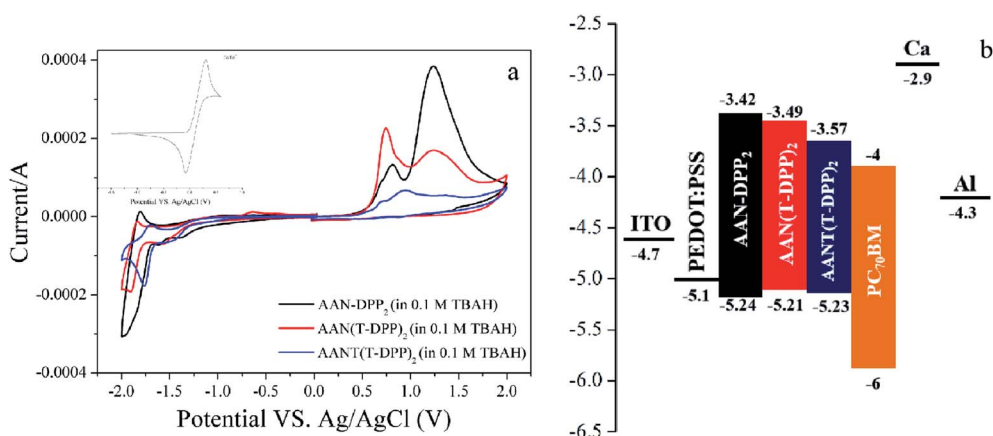 a
0.0004
0.0002
0.0000
-0.0002
0.0004
Current/A
Potential VS. Ag/AgCl (V)
AAN-DPP2 (in 0.1 M TBAH)
AAN(T-DPP)2 (in 0.1 M TBAH)
AANT(T-DPP)2 (in 0.1 M TBAH)
-2.0 -1.5 -1.0 -0.5 0.0 0.5 1.0 1.5 2.0
Potential VS. Ag/AgCl (V)
b
-2.5
-3.0
-3.5
-4.0
-4.5
-5.0
-5.5
-6.0
-6.5
ITO
-4.7
PEDOT:PSS
-5.1
-3.42
AAN-DPP2
-5.24
-3.49
AAN(T-DPP)2
-5.21
-3.57
AANT(T-DPP)2
-5.23
-4
PC70BM
-6
Ca
-2.9
Al
-4.3